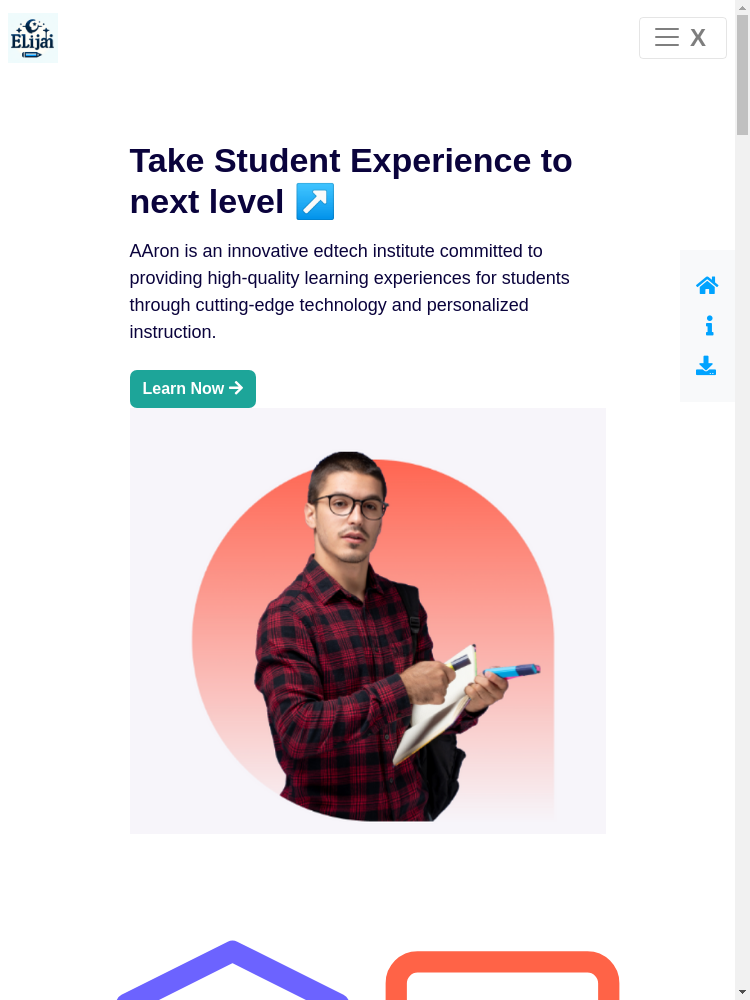 ELijai
X
Take Student Experience to
next level ↗️
AAron is an innovative edtech institute committed to
providing high-quality learning experiences for students
through cutting-edge technology and personalized
instruction.
Learn Now →